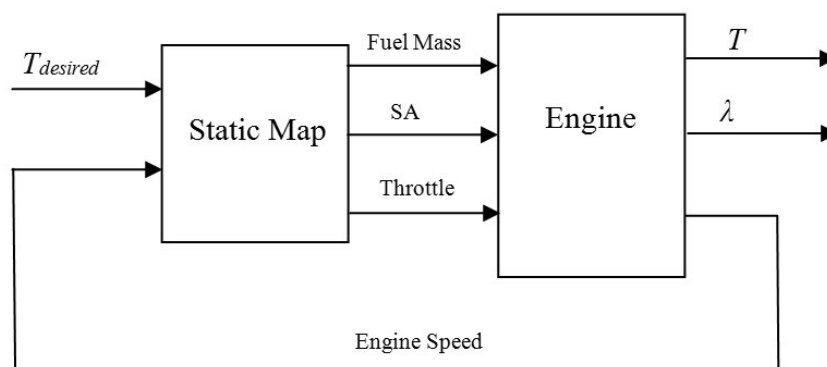 Fuel Mass
T
Tdesired
SA
λ
Static Map
Engine
Throttle
Engine Speed